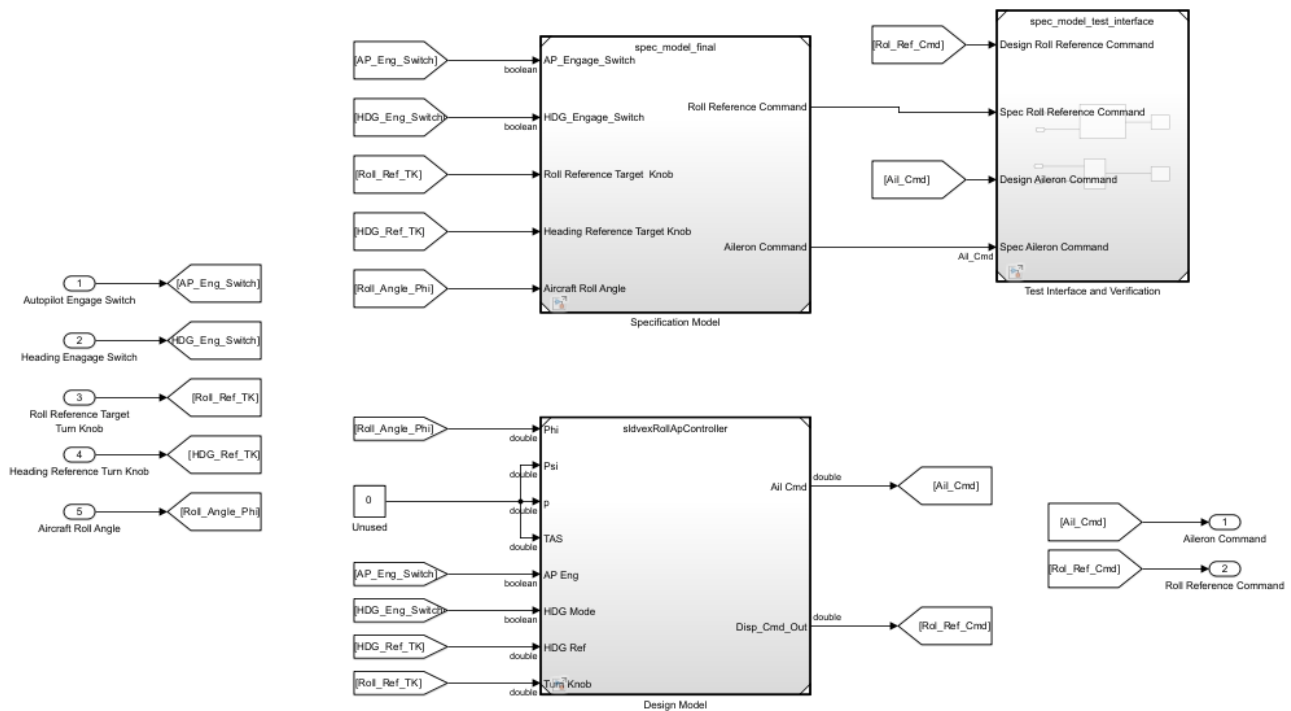 1
Autopilot Engage Switch
[AP_Eng_Switch]
2
Heading Enagage Switch
HDG_Eng_Switch]
3
Roll Reference Target
Turn Knob
[Roll_Ref_TK]
4
Heading Reference Turn Knob
[HDG_Ref_TK]
5
Aircraft Roll Angle
[Roll_Angle_Phi]
[AP_Eng_Switch]
boolean
[HDG_Eng_Switch]
boolean
[Roll_Ref_TK]
[HDG_Ref_TK]
[Roll_Angle_Phi]
spec_model_final
AP_Engage_Switch
HDG_Engage_Switch
Roll Reference Target Knob
Heading Reference Target Knob
Aircraft Roll Angle
Roll Reference Command
Aileron Command
Specification Model
[Rol_Ref_Cmd]
[Ail_Cmd]
Ail_Cmd
spec_model_test_interface
Design Roll Reference Command
Spec Roll Reference Command
Design Aileron Command
Spec Aileron Command
Test Interface and Verification
[Roll_Angle_Phi]
double
double
0
Unused
double
double
[AP_Eng_Switch]
boolean
[HDG_Eng_Switch]
boolean
[HDG_Ref_TK]
double
[Roll_Ref_TK]
double
sldvexRollApController
Phi
Psi
p
TAS
AP Eng
HDG Mode
HDG Ref
Turn Knob
Ail Cmd
Disp_Cmd_Out
Design Model
double
[Ail_Cmd]
double
[Rol_Ref_Cmd]
[Ail_Cmd]
1
Aileron Command
[Rol_Ref_Cmd]
2
Roll Reference Command